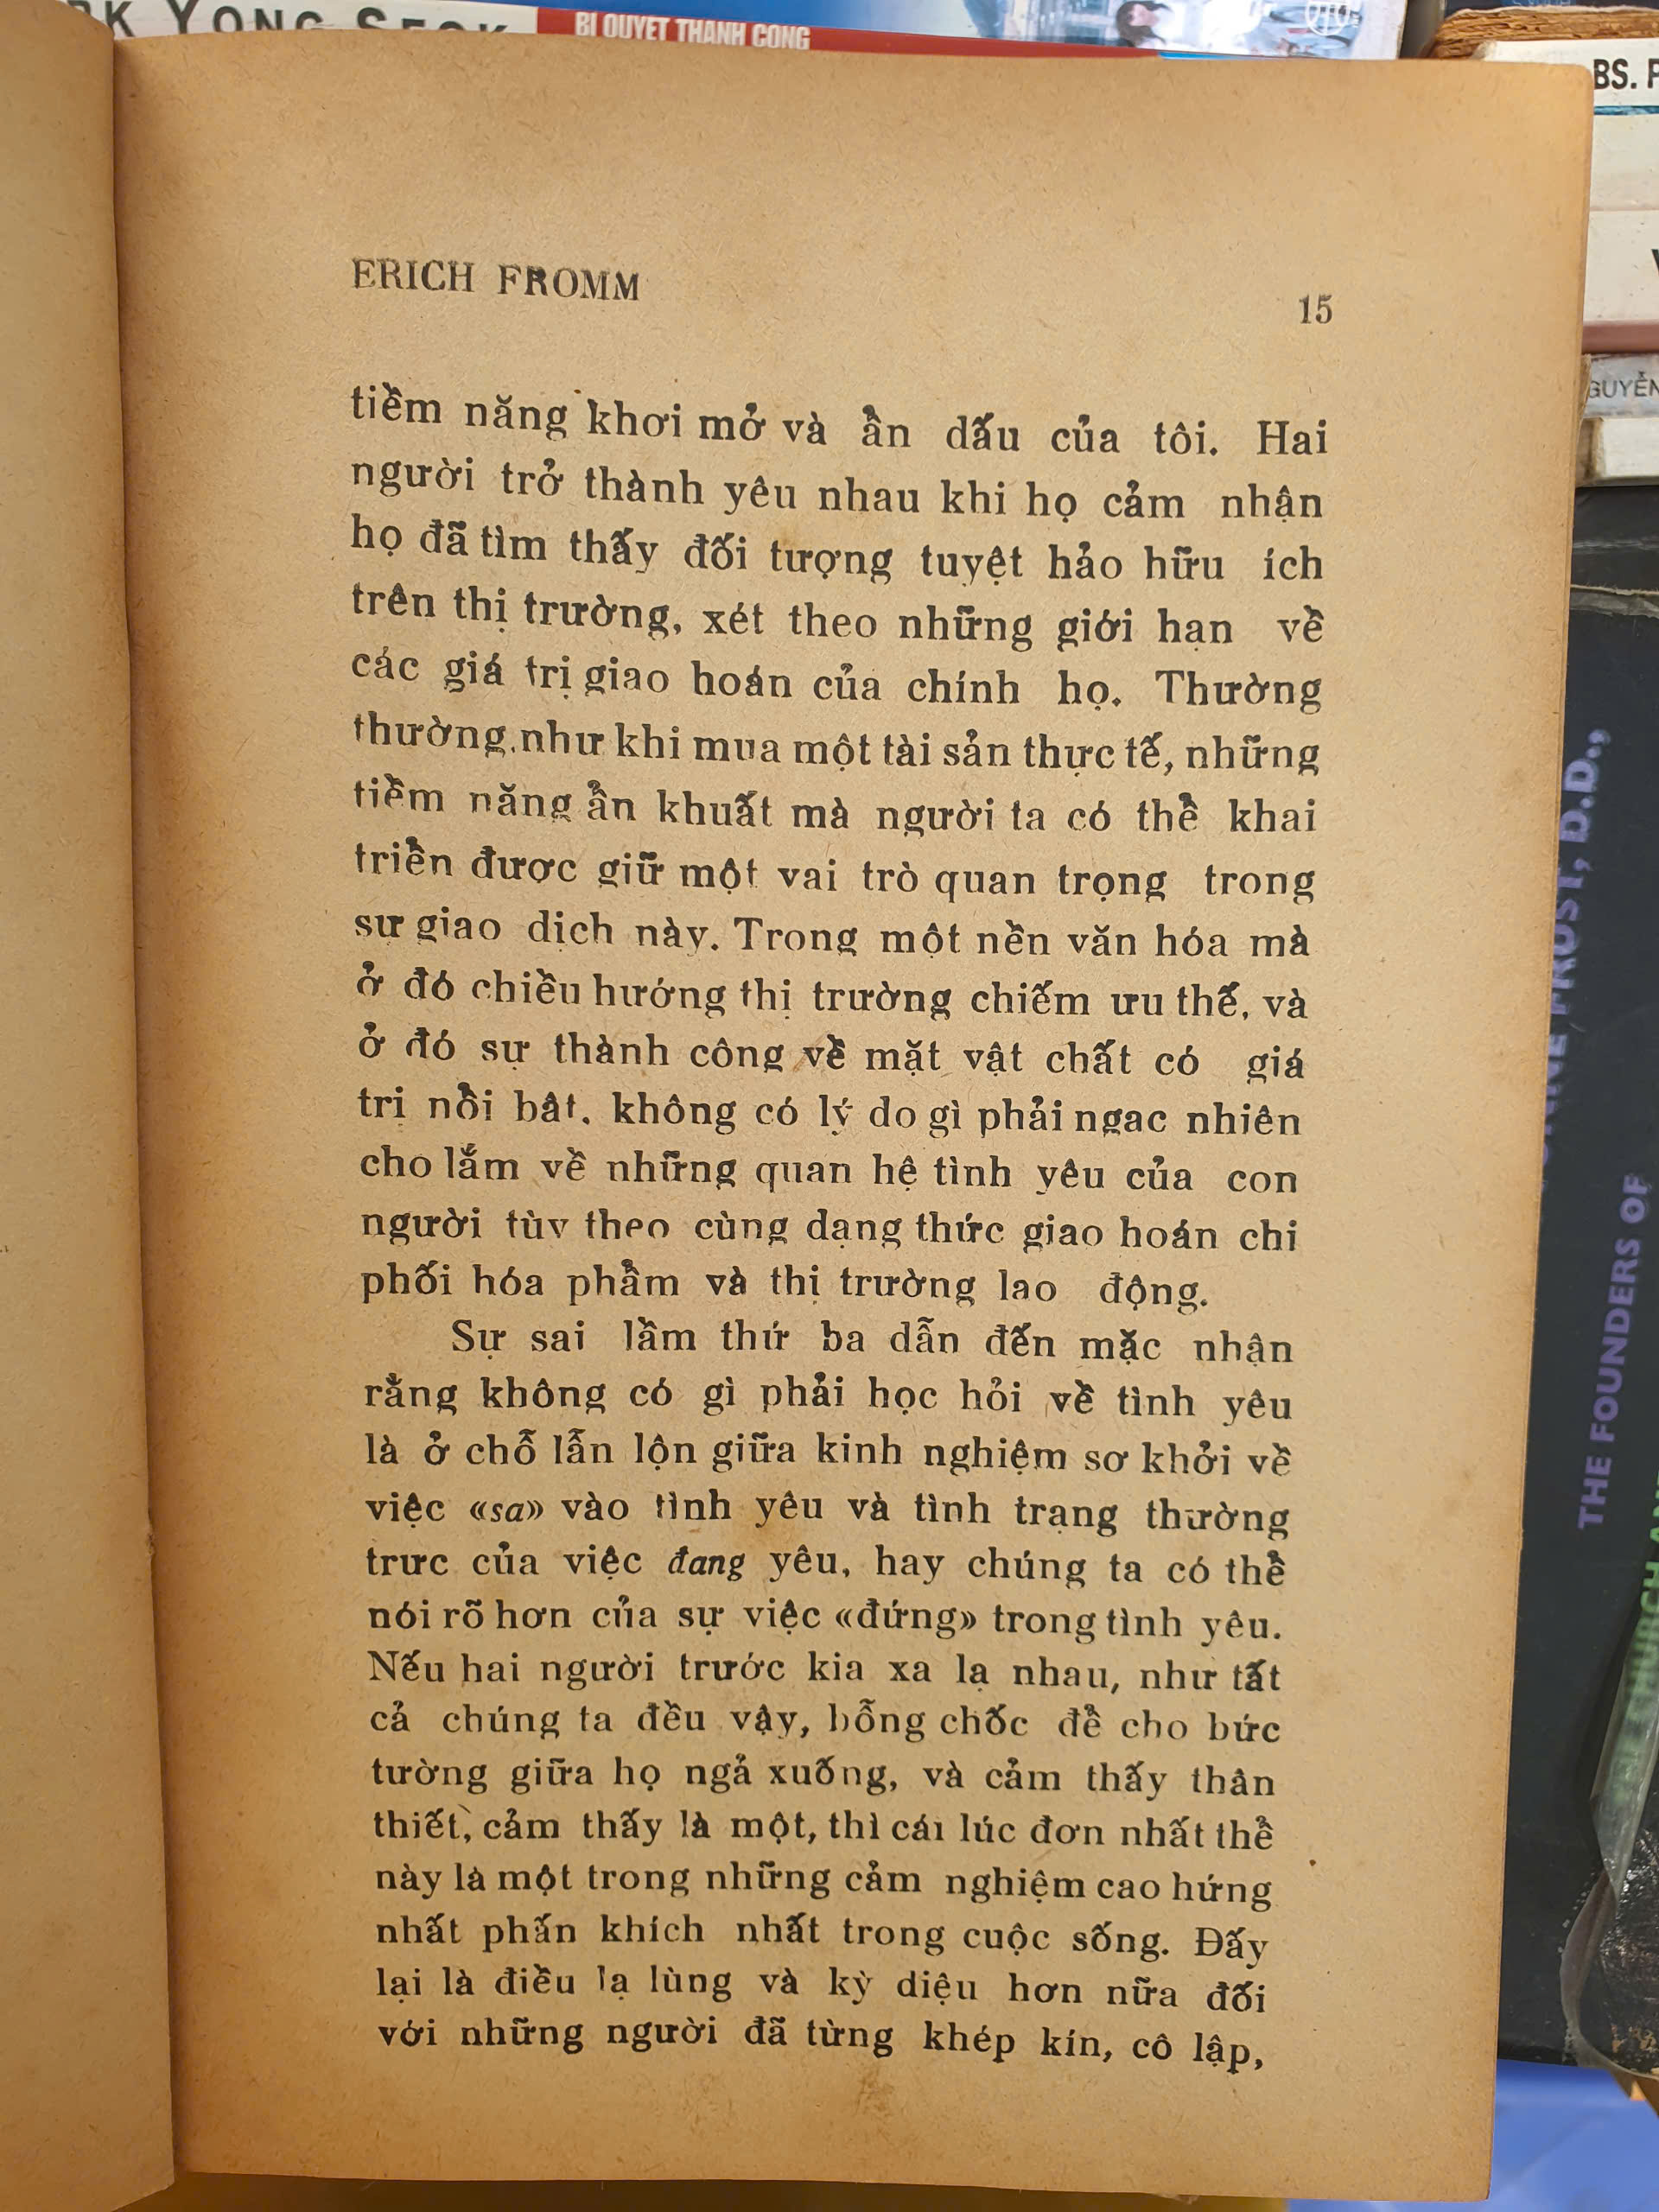 YONG
BI QUYET THANH CONG
BS.
ERICH FROMM
15
tiềm năng khơi mở và ẩn dấu của tôi. Hai
người trở thành yêu nhau khi họ cảm nhận
họ đã tìm thấy đối tượng tuyệt hảo hữu ích
trên thị trường, xét theo những giới hạn về
các giá trị giao hoán của chính họ. Thường
thường, như khi mua một tài sản thực tế, những
tiềm năng ẩn khuất mà người ta có thể khai
triển được giữ một vai trò quan trọng trong
sự giao dịch này. Trong một nền văn hóa mà
ở đó chiều hướng thị trường chiếm ưu thế, và
ở đó sự thành công về mặt vật chất có giá
trị nổi bật, không có lý do gì phải ngạc nhiên
cho lắm về những quan hệ tình yêu của con
người tùy theo cùng dạng thức giao hoán chi
phối hóa phẩm và thị trường lao động.
Sự sai lầm thứ ba dẫn đến mặc nhận
rằng không có gì phải học hỏi về tình yêu
là ở chỗ lẫn lộn giữa kinh nghiệm sơ khởi về
việc «sa» vào tình yêu và tình trạng thường
trực của việc đang yêu, hay chúng ta có thể
nói rõ hơn của sự việc «đứng» trong tình yêu.
Nếu hai người trước kia xa lạ nhau, như tất
cả chúng ta đều vậy, bỗng chốc để cho bức
tường giữa họ ngả xuống, và cảm thấy thân
thiết, cảm thấy là một, thì cái lúc đơn nhất thể
này là một trong những cảm nghiệm cao hứng
nhất phấn khích nhất trong cuộc sống. Đấy
lại là điều lạ lùng và kỳ diệu hơn nữa đối
với những người đã từng khép kín, cô lập,
FROST, D.D.,
THE FOUNDERS OF